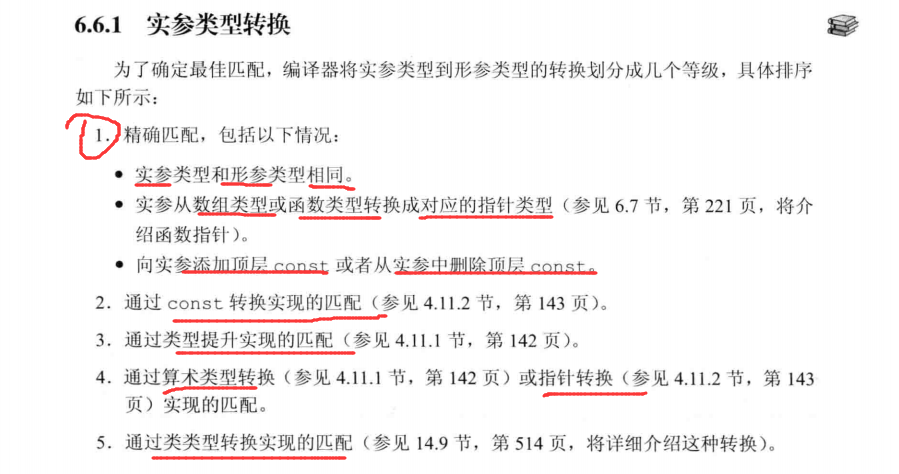 6.6.1 实参类型转换
为了确定最佳匹配，编译器将实参类型到形参类型的转换划分成几个等级，具体排序
如下所示：
1. 精确匹配，包括以下情况：
● 实参类型和形参类型相同。
● 实参从数组类型或函数类型转换成对应的指针类型（参见 6.7 节，第 221 页，将介
绍函数指针）。
● 向实参添加顶层 const 或者从实参中删除顶层 const。
2. 通过 const 转换实现的匹配（参见 4.11.2 节，第 143 页）。
3. 通过类型提升实现的匹配（参见 4.11.1 节，第 142 页）。
4. 通过算术类型转换（参见 4.11.1 节，第 142 页）或指针转换（参见 4.11.2 节，第 143
页）实现的匹配。
5. 通过类类型转换实现的匹配（参见 14.9 节，第 514 页，将详细介绍这种转换）。